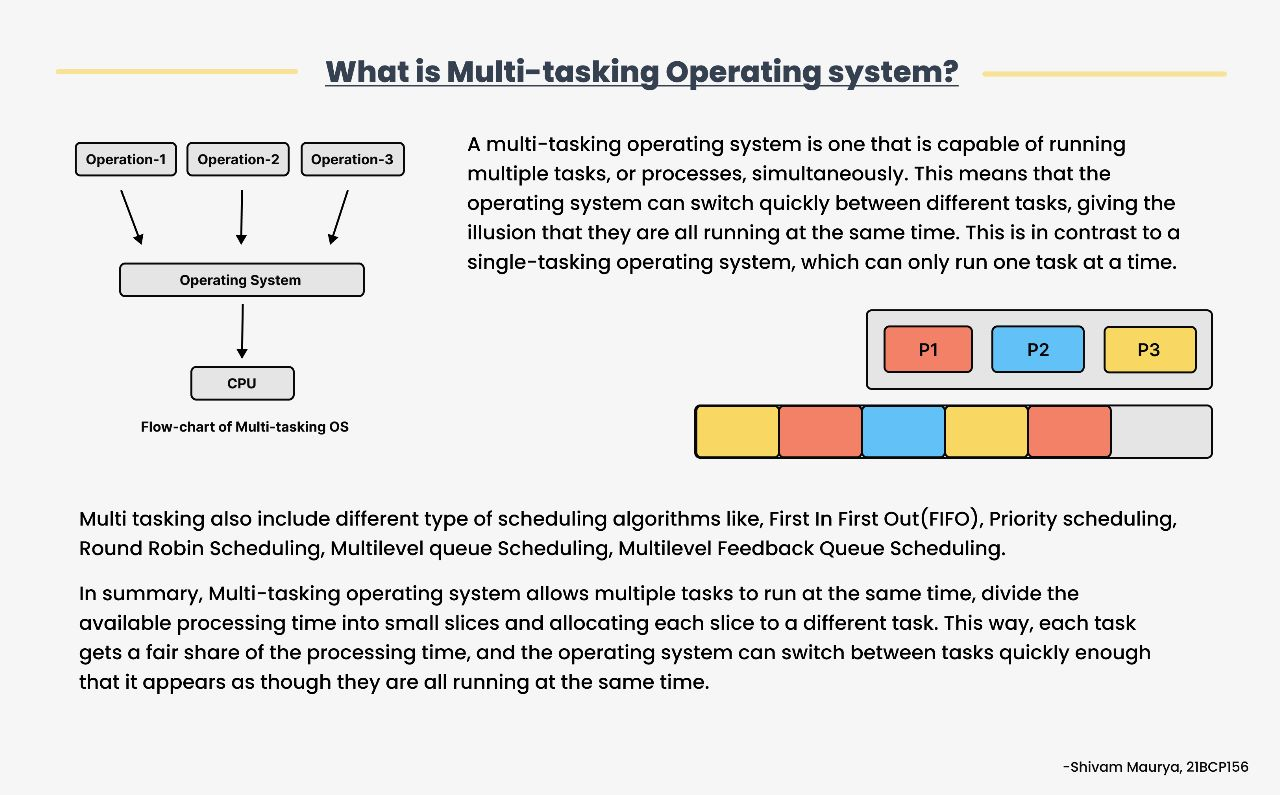 What is Multi-tasking Operating system?
Operation-1 Operation-2 Operation-3
Operating System
CPU
Flow-chart of Multi-tasking OS
A multi-tasking operating system is one that is capable of running
multiple tasks, or processes, simultaneously. This means that the
operating system can switch quickly between different tasks, giving the
illusion that they are all running at the same time. This is in contrast to a
single-tasking operating system, which can only run one task at a time.
P1 P2 P3
Multi tasking also include different type of scheduling algorithms like, First In First Out(FIFO), Priority scheduling,
Round Robin Scheduling, Multilevel queue Scheduling, Multilevel Feedback Queue Scheduling.
In summary, Multi-tasking operating system allows multiple tasks to run at the same time, divide the
available processing time into small slices and allocating each slice to a different task. This way, each task
gets a fair share of the processing time, and the operating system can switch between tasks quickly enough
that it appears as though they are all running at the same time.
-Shivam Maurya, 21BCP156